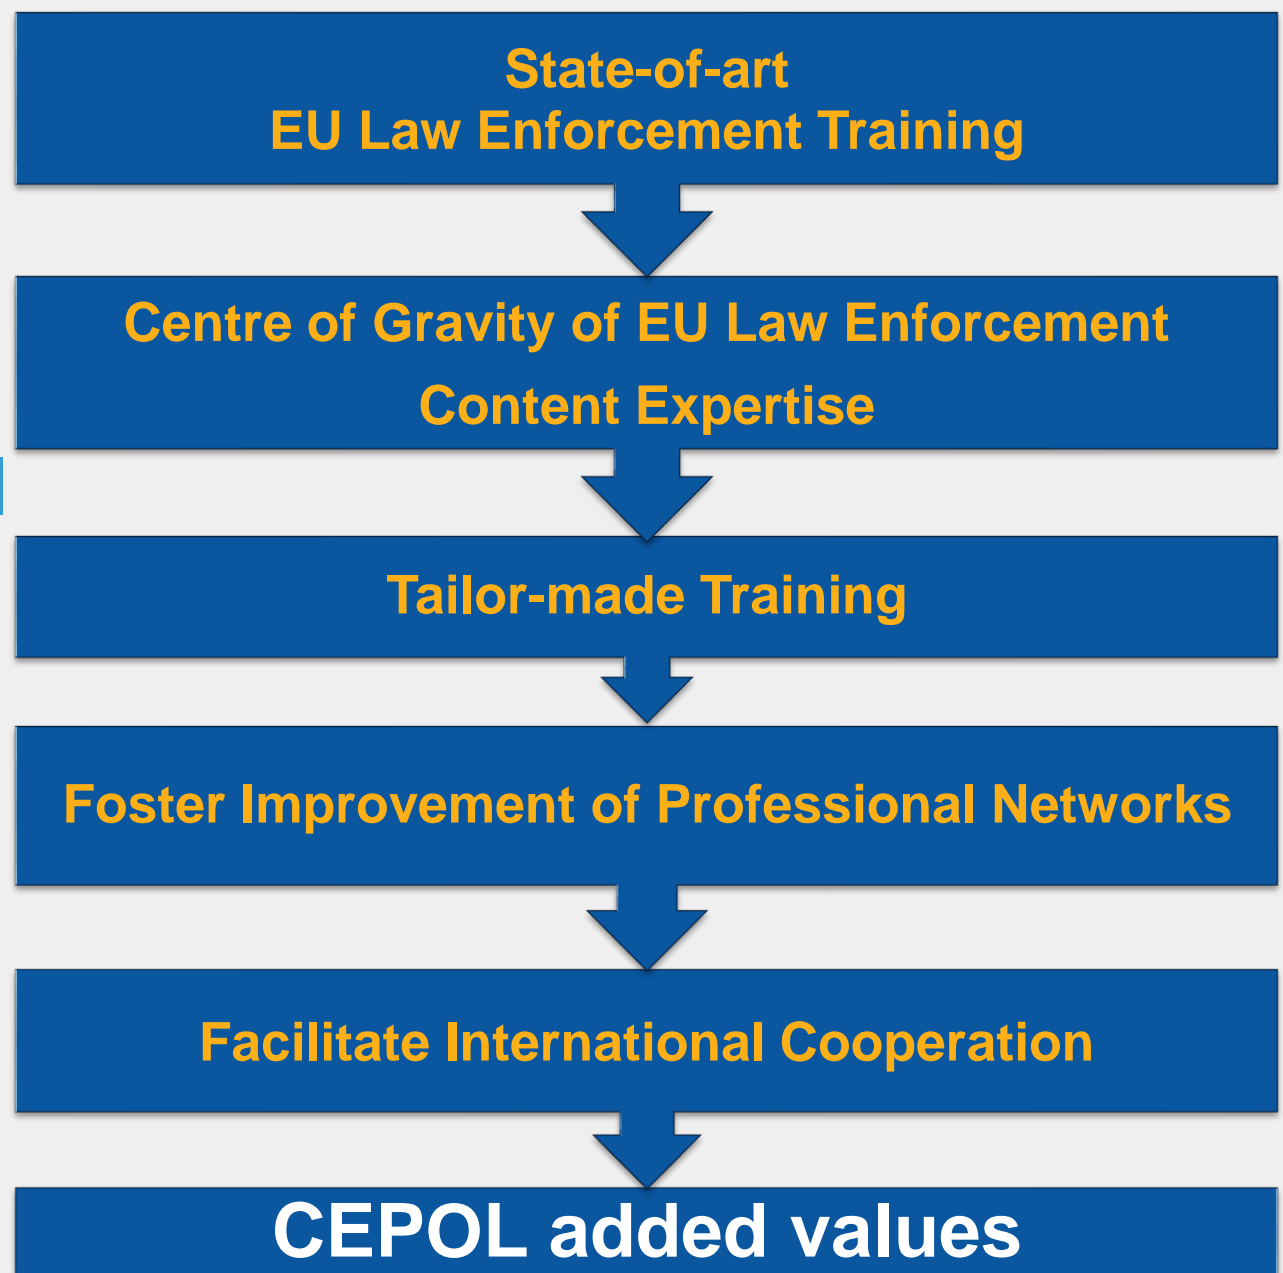 State-of-art
EU Law Enforcement Training
Centre of Gravity of EU Law Enforcement
Content Expertise
Tailor-made Training
Foster Improvement of Professional Networks
Facilitate International Cooperation
CEPOL added values